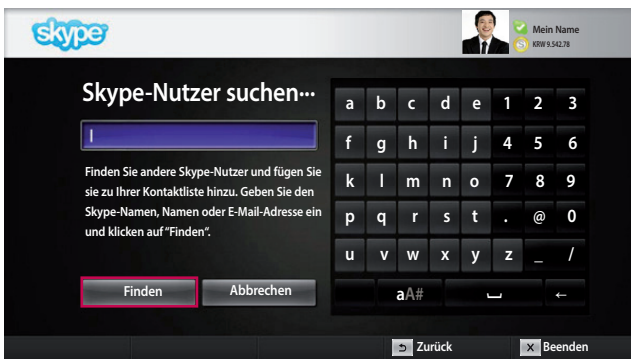 skype
Mein Name
KRW 9.542.78
Skype-Nutzer suchen...
Finden Sie andere Skype-Nutzer und fügen Sie
sie zu Ihrer Kontaktliste hinzu. Geben Sie den
Skype-Namen, Namen oder E-Mail-Adresse ein
und klicken auf "Finden".
Finden Abbrechen
a b c d e 1 2 3
f g h i j 4 5 6
k l m n o 7 8 9
p q r s t . @ 0
u v w x y z _ /
aA# ←
Zurück X Beenden